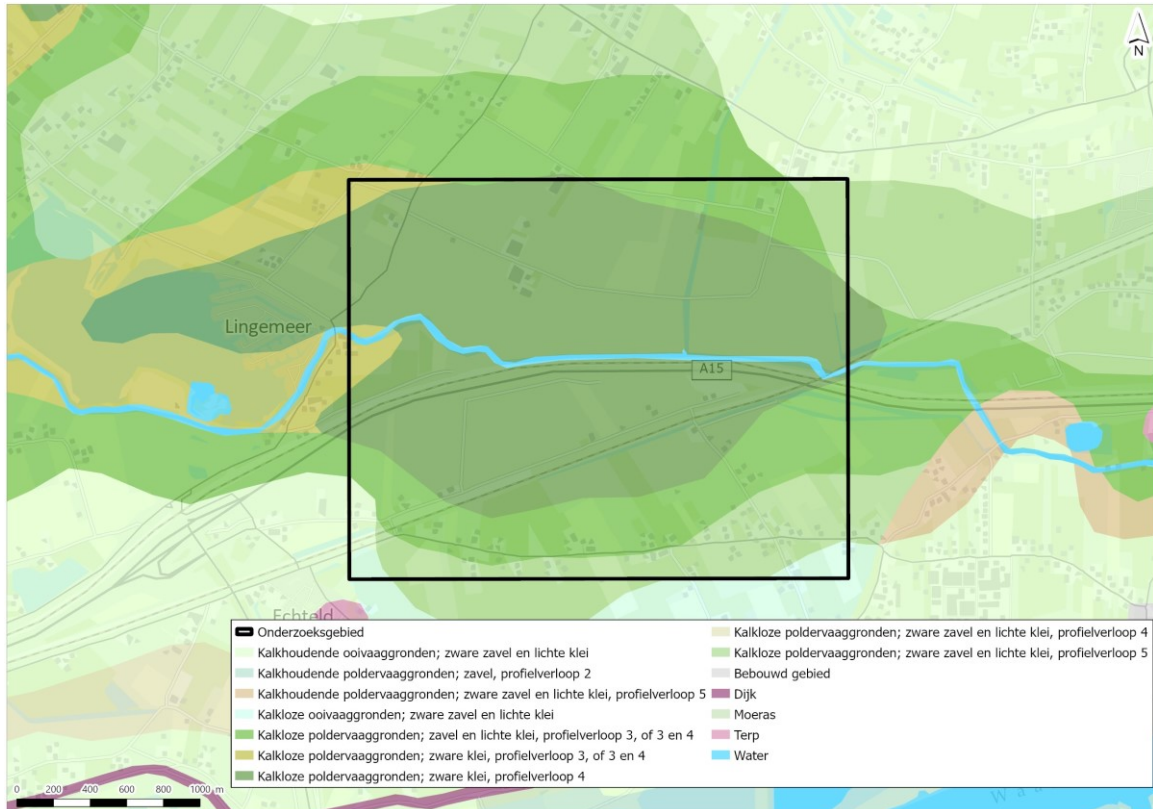 N
Lingemeer
A15
Echteld
Onderzoeksgebied
Kalkhoudende ooivaaggronden; zware zavel en lichte klei
Kalkhoudende poldervaaggronden; zavel, profielverloop 2
Kalkhoudende poldervaaggronden; zware zavel en lichte klei, profielverloop 5
Kalkloze ooivaaggronden; zware zavel en lichte klei
Kalkloze poldervaaggronden; zavel en lichte klei, profielverloop 3, of 3 en 4
Kalkloze poldervaaggronden; zware klei, profielverloop 3, of 3 en 4
Kalkloze poldervaaggronden; zware klei, profielverloop 4
Kalkloze poldervaaggronden; zware zavel en lichte klei, profielverloop 4
Kalkloze poldervaaggronden; zware zavel en lichte klei, profielverloop 5
Bebouwd gebied
Dijk
Moeras
Terp
Water
0 200 400 600 800 1000 m